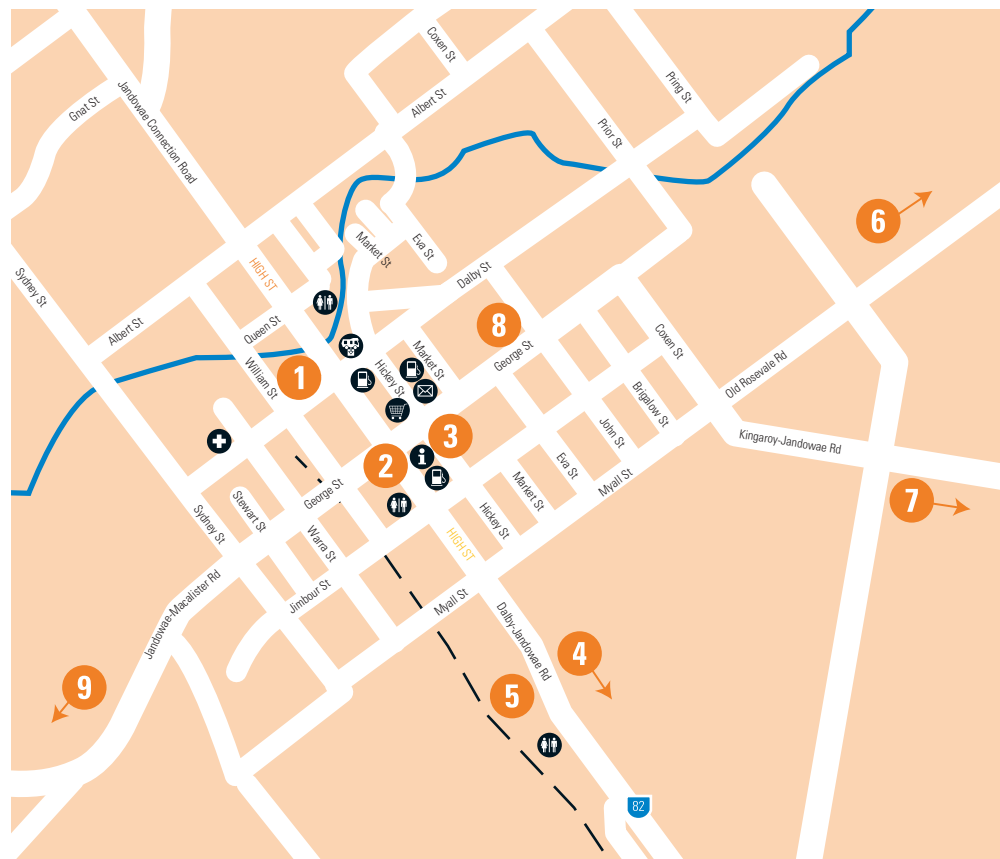 Coxen St
Pring St
Albert St
Gnat St
Jandowae Connection Road
Prior St
6
Market St
Eva St
HIGH ST
Sydney St
Dalby St
Albert St
Queen St
8
Market St
George St
Coxen St
William St
1
Hickey St
Old Rosevale Rd
Brigalow St
3
i
John St
Kingaroy-Jandowae Rd
2
Eva St
Market St
Myall St
George St
7
Stewart St
Sydney St
Warra St
Hickey St
HIGH ST
Jimbour St
Myall St
Jandowae-Macalister Rd
Dalby-Jandowae Rd
4
9
5
82